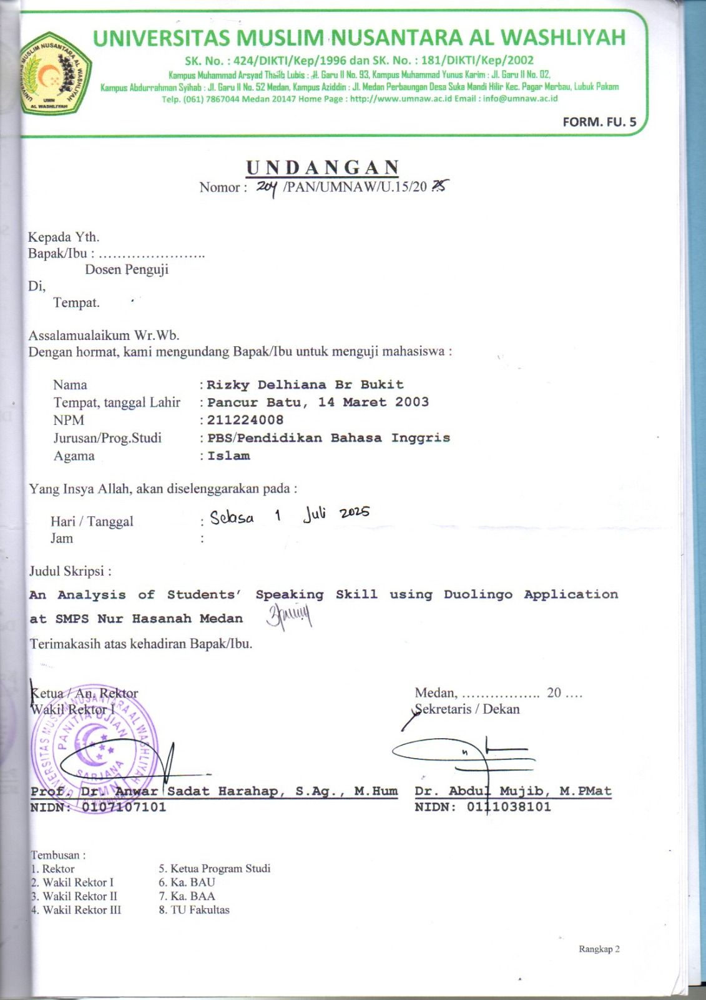 UNIVERSITAS MUSLIM NUSANTARA AL WASHLIYAH
SK. No. : 424/DIKTI/Kep/1996 dan SK. No. : 181/DIKTI/Kep/2002
Kampus Muhammad Arsyad Thalib Lubis : Jl. Garu II No. 93, Kampus Muhammad Yunus Karim : Jl. Garu II No. 02,
Kampus Abdurrahman Syihab : Jl. Garu II No. 52 Medan, Kampus Aziddin : Jl. Medan Perbaungan Desa Suka Mandi Hilir Kec. Pagar Merbau, Lubuk Pakam
Telp. (061) 7867044 Medan 20147 Home Page : http://www.umnaw.ac.id Email : info@umnaw.ac.id
UNIVERSITAS MUSLIM NUSANTARA AL WASHLIYAH
UMN
AL WASHLIYAH
FORM. FU. 5
UNDANGAN
Nomor : 204 /PAN/UMNAW/U.15/20 25
Kepada Yth.
Bapak/Ibu : …………………..
Dosen Penguji
Di,
Tempat.
Assalamualaikum Wr.Wb.
Dengan hormat, kami mengundang Bapak/Ibu untuk menguji mahasiswa :
Nama : Rizky Delhiana Br Bukit
Tempat, tanggal Lahir : Pancur Batu, 14 Maret 2003
NPM : 211224008
Jurusan/Prog.Studi : PBS/Pendidikan Bahasa Inggris
Agama : Islam
Yang Insya Allah, akan diselenggarakan pada :
Hari / Tanggal : Selasa 1 Juli 2025
Jam :
Judul Skripsi :
An Analysis of Students’ Speaking Skill using Duolingo Application
at SMPS Nur Hasanah Medan
Terimakasih atas kehadiran Bapak/Ibu.
Ketua / An. Rektor
Wakil Rektor I
Medan, …………….. 20 ….
Sekretaris / Dekan
UNIVERSITAS MUSLIM NUSANTARA AL WASHLIYAH
PANITIA UJIAN
SARJANA
UMN
AL WASHLIYAH
Prof. Dr. Anwar Sadat Harahap, S.Ag., M.Hum
NIDN: 0107107101
Dr. Abdul Mujib, M.PMat
NIDN: 0111038101
Tembusan :
1. Rektor
2. Wakil Rektor I
3. Wakil Rektor II
4. Wakil Rektor III
5. Ketua Program Studi
6. Ka. BAU
7. Ka. BAA
8. TU Fakultas
Rangkap 2